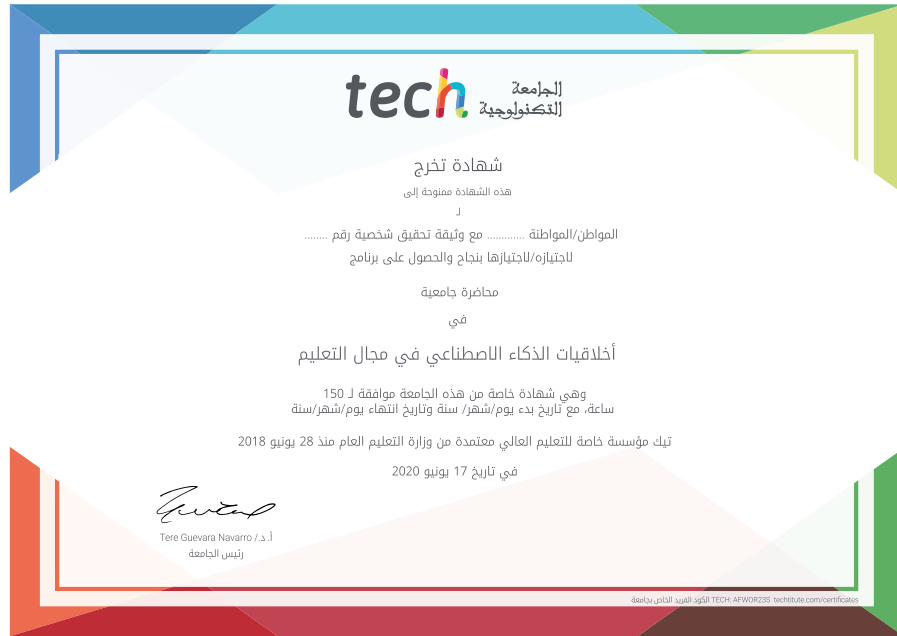 tech
الجامعة
التكنولوجية
شهادة تخرج
هذه الشهادة ممنوحة إلى
لـ
المواطن/المواطنة ............. مع وثيقة تحقيق شخصية رقم ........
لاجتيازه/لاجتيازها بنجاح والحصول على برنامج
محاضرة جامعية
في
أخلاقيات الذكاء الاصطناعي في مجال التعليم
وهي شهادة خاصة من هذه الجامعة موافقة لـ 150
ساعة، مع تاريخ بدء يوم/شهر/ سنة وتاريخ انتهاء يوم/شهر/سنة
تيك مؤسسة خاصة للتعليم العالي معتمدة من وزارة التعليم العام منذ 28 يونيو 2018
في تاريخ 17 يونيو 2020
أ.د./ Tere Guevara Navarro
رئيس الجامعة
الكود الفريد الخاص بجامعة TECH: AFWOR23S techtitute.com/certificates